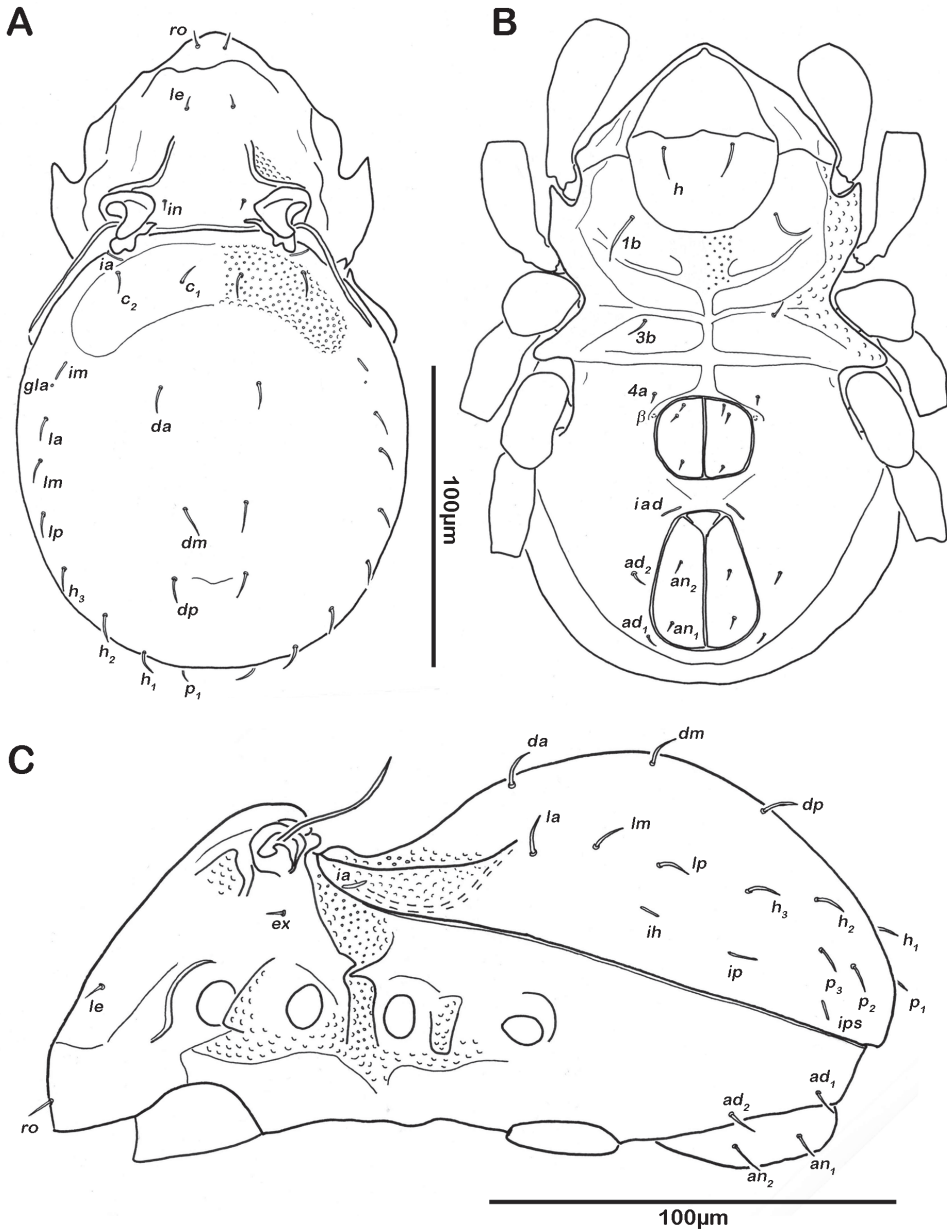 A
ro
le
in
ia
c2
c1
im
gla
la
da
lm
lp
dm
h3
dp
h2
h1
p1
100µm
B
h
1b
3b
4a
β
iad
ad2
an2
ad1
an1
C
da
dm
dp
la
lm
lp
ia
h3
h2
h1
ex
ih
ip
p3
p2
p1
ips
le
ro
ad1
ad2
an1
an2
100µm